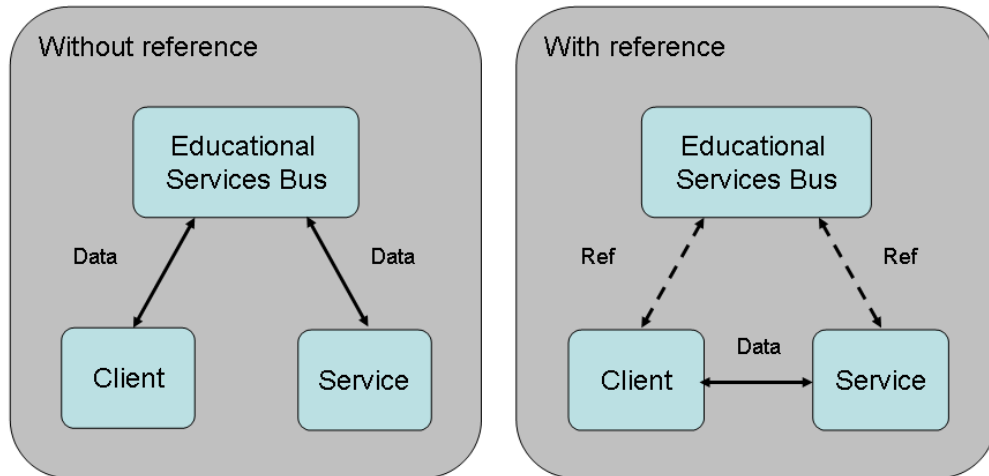 Without reference
Educational
Services Bus
Data
Data
Client
Service
With reference
Educational
Services Bus
Ref
Ref
Data
Client
Service